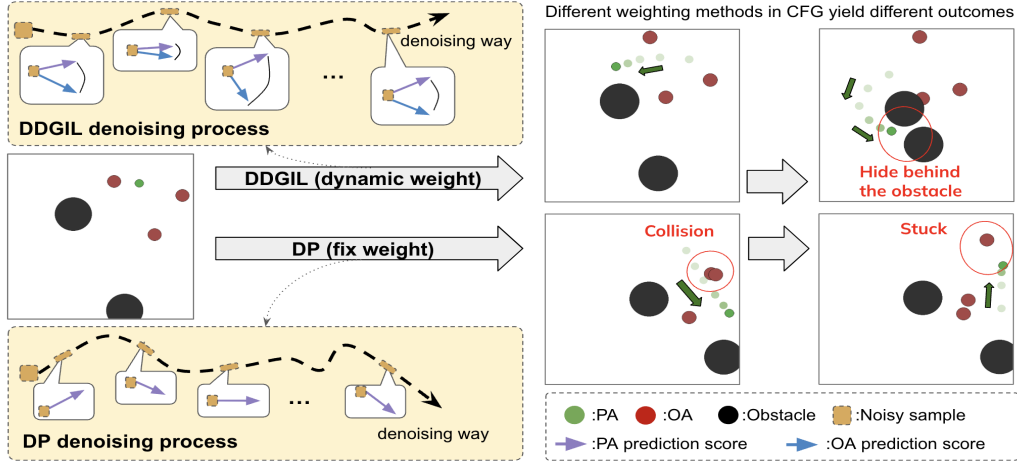 denoising way
...
DDGIL denoising process
Different weighting methods in CFG yield different outcomes
DDGIL (dynamic weight)
Hide behind
the obstacle
DP (fix weight)
Collision
Stuck
...
denoising way
DP denoising process
:PA :OA :Obstacle :Noisy sample
:PA prediction score :OA prediction score